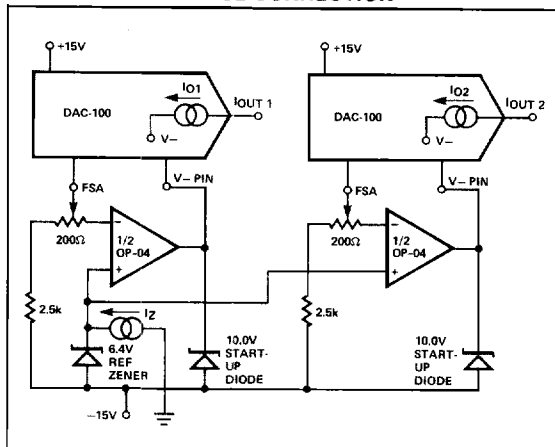 +15V
+15V
IO1
IOUT 1
DAC-100
V–
IO2
IOUT 2
DAC-100
V–
V– PIN
FSA
V– PIN
FSA
200Ω
–
1/2
OP-04
+
200Ω
–
1/2
OP-04
+
2.5k
IZ
6.4V
REF
ZENER
10.0V
START-
UP
DIODE
2.5k
10.0V
START-
UP
DIODE
–15V